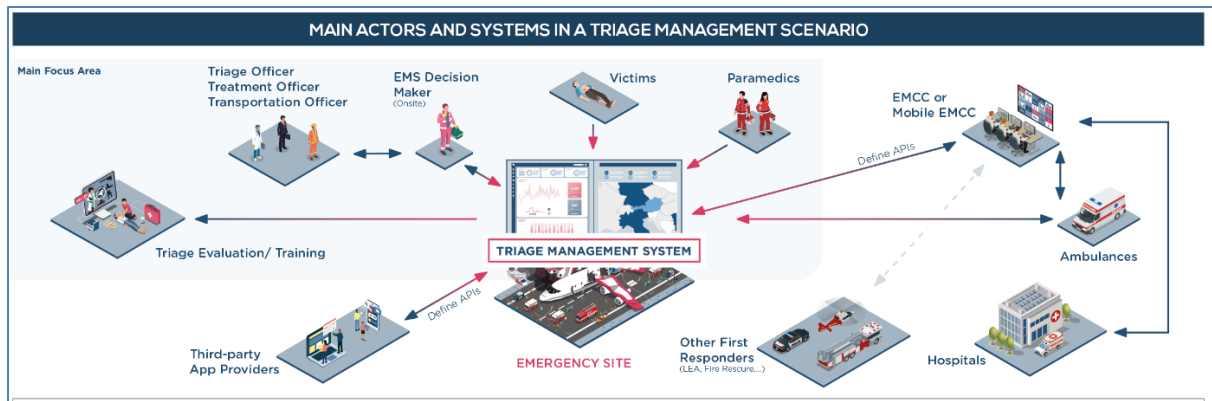 MAIN ACTORS AND SYSTEMS IN A TRIAGE MANAGEMENT SCENARIO
Main Focus Area
Triage Officer
Treatment Officer
Transportation Officer
EMS Decision
Maker
(Onsite)
Victims
Paramedics
EMCC or
Mobile EMCC
Define APIs
TRIAGE MANAGEMENT SYSTEM
Triage Evaluation/ Training
Ambulances
Define APIs
Third-party
App Providers
EMERGENCY SITE
Other First
Responders
(LEA, Fire Rescure,...)
Hospitals